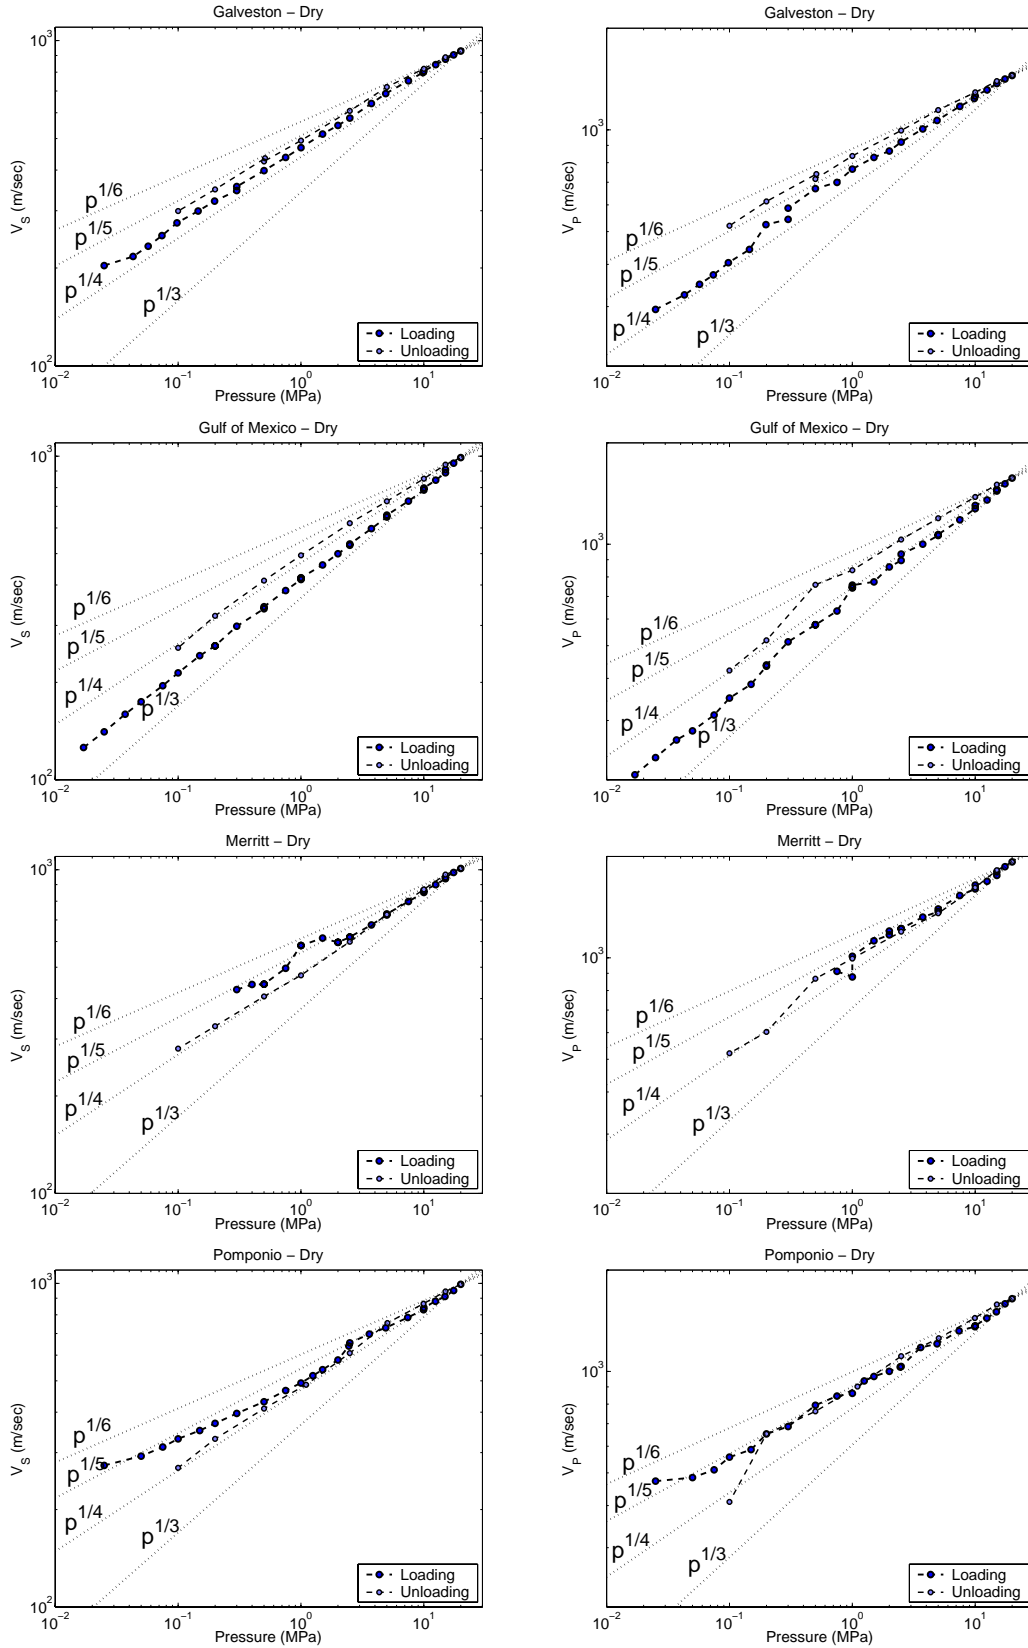 Galveston – Dry
10^3
V_S (m/sec)
p^1/6
p^1/5
p^1/4
p^1/3
Loading
Unloading
10^2
10^−2 10^−1 10^0 10^1
Pressure (MPa)
Galveston – Dry
10^3
V_P (m/sec)
p^1/6
p^1/5
p^1/4
p^1/3
Loading
Unloading
10^−2 10^−1 10^0 10^1
Pressure (MPa)
Gulf of Mexico – Dry
10^3
V_S (m/sec)
p^1/6
p^1/5
p^1/4
p^1/3
Loading
Unloading
10^2
10^−2 10^−1 10^0 10^1
Pressure (MPa)
Gulf of Mexico – Dry
10^3
V_P (m/sec)
p^1/6
p^1/5
p^1/4
p^1/3
Loading
Unloading
10^−2 10^−1 10^0 10^1
Pressure (MPa)
Merritt – Dry
10^3
V_S (m/sec)
p^1/6
p^1/5
p^1/4
p^1/3
Loading
Unloading
10^2
10^−2 10^−1 10^0 10^1
Pressure (MPa)
Merritt – Dry
10^3
V_P (m/sec)
p^1/6
p^1/5
p^1/4
p^1/3
Loading
Unloading
10^−2 10^−1 10^0 10^1
Pressure (MPa)
Pomponio – Dry
10^3
V_S (m/sec)
p^1/6
p^1/5
p^1/4
p^1/3
Loading
Unloading
10^2
10^−2 10^−1 10^0 10^1
Pressure (MPa)
Pomponio – Dry
10^3
V_P (m/sec)
p^1/6
p^1/5
p^1/4
p^1/3
Loading
Unloading
10^−2 10^−1 10^0 10^1
Pressure (MPa)